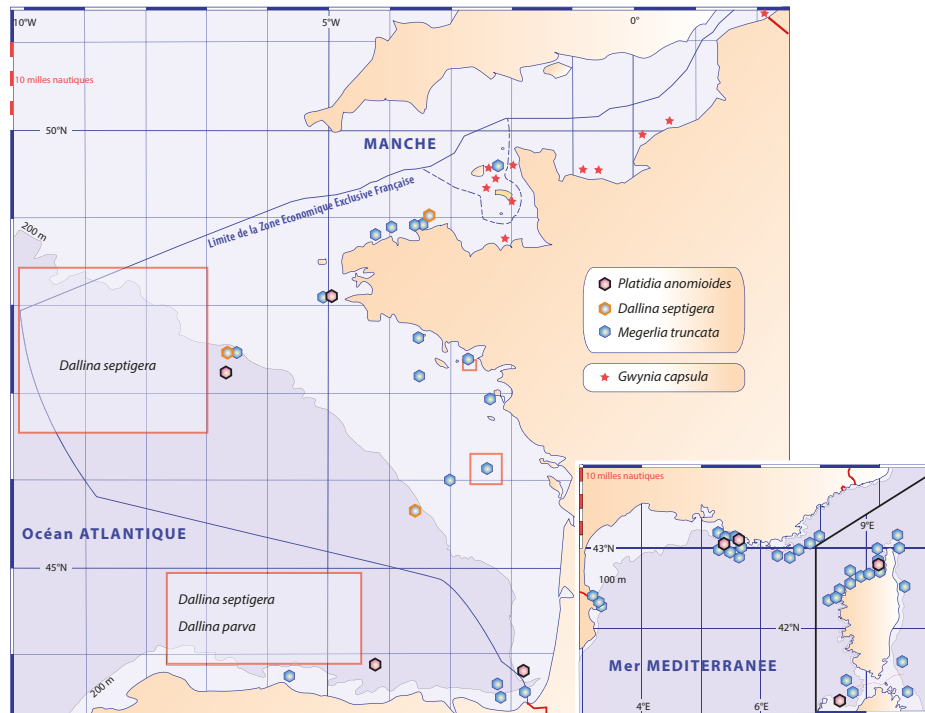 10°W
5°W
0°
10 milles nautiques
50°N
MANCHE
Limite de la Zone Economique Exclusive Française
200 m
Platidia anomioides
Dallina septigera
Megerlia truncata
Gwynia capsula
Dallina septigera
Océan ATLANTIQUE
45°N
Dallina septigera
Dallina parva
200 m
10 milles nautiques
9°E
43°N
100 m
42°N
Mer MEDITERRANEE
4°E
6°E